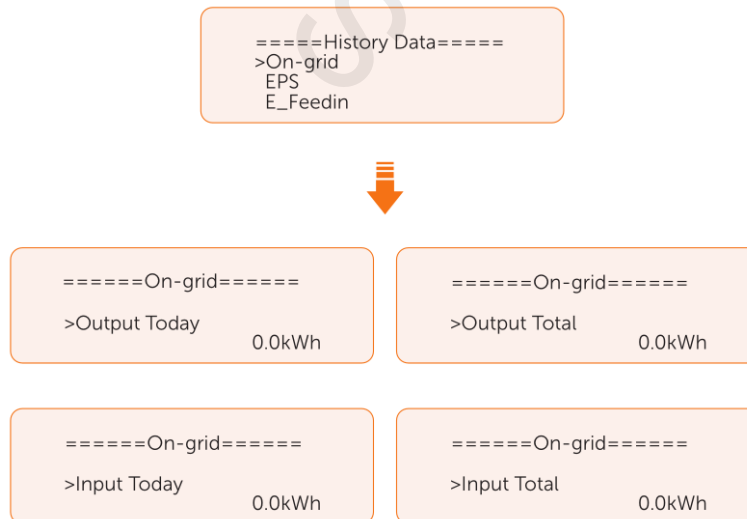 =====History Data=====
>On-grid
EPS
E_Feedin
======On-grid======
>Output Today
0.0kWh
======On-grid======
>Output Total
0.0kWh
======On-grid======
>Input Today
0.0kWh
======On-grid======
>Input Total
0.0kWh